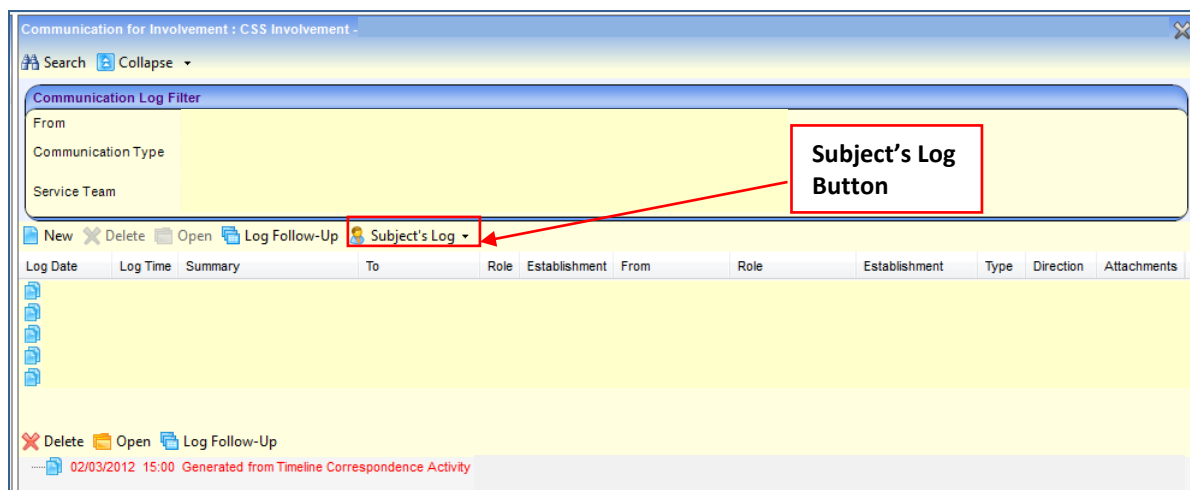 Communication for Involvement : CSS Involvement -
Search Collapse
Communication Log Filter
From
Communication Type
Service Team
Subject's Log
Button
New Delete Open Log Follow-Up Subject's Log
Log Date Log Time Summary To Role Establishment From Role Establishment Type Direction Attachments
Delete Open Log Follow-Up
02/03/2012 15:00 Generated from Timeline Correspondence Activity